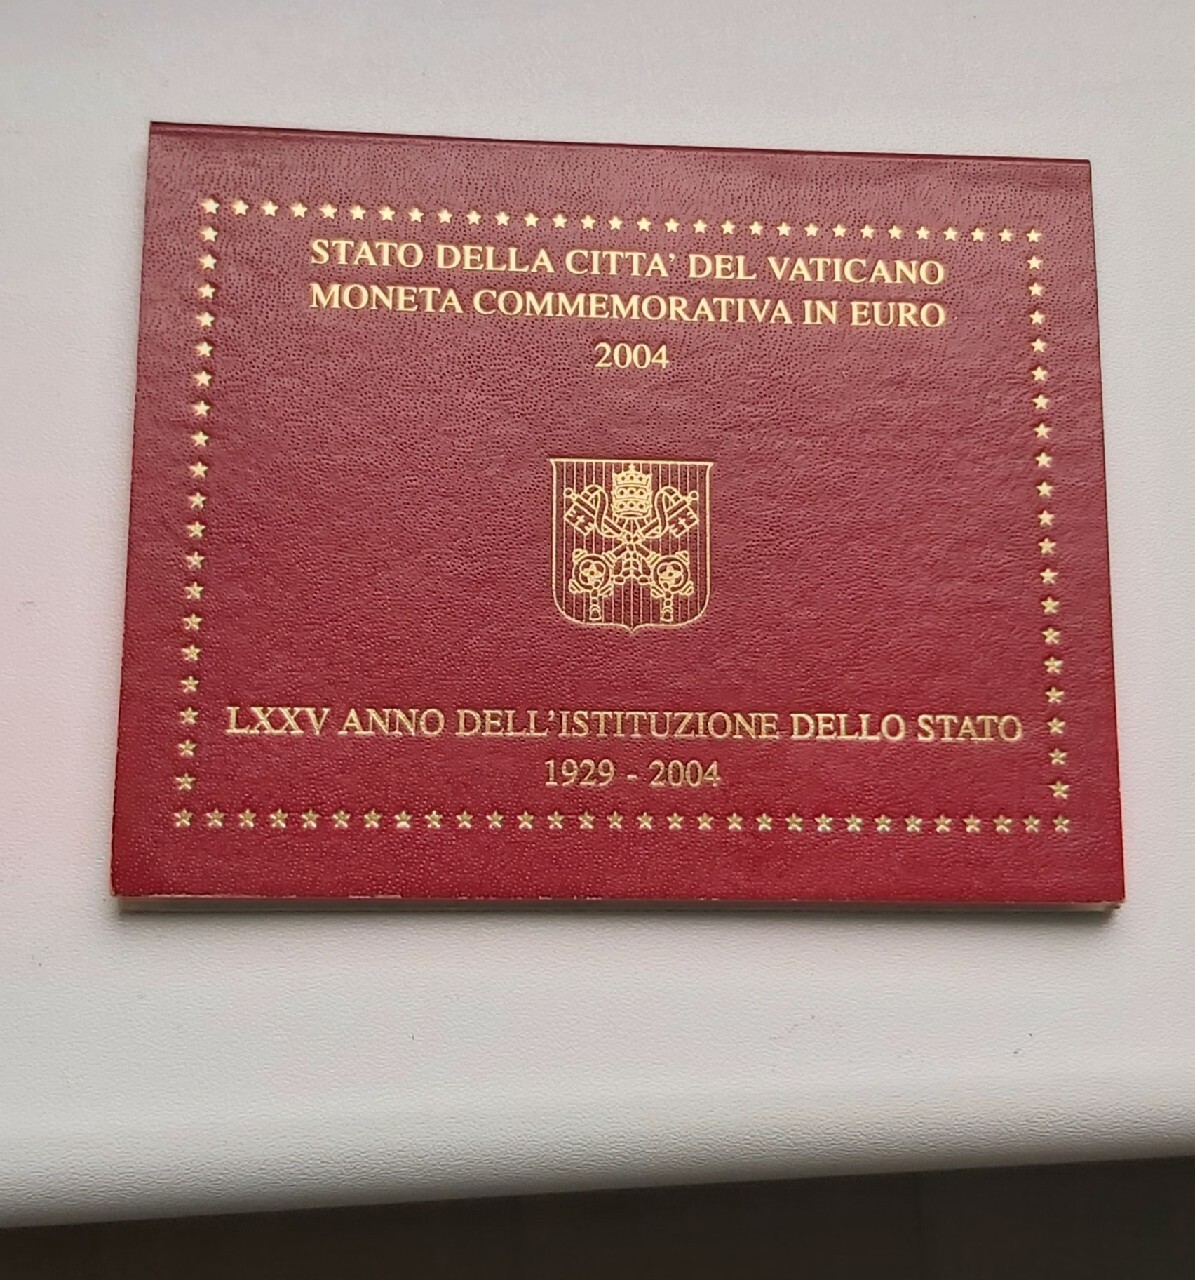 STATO DELLA CITTA' DEL VATICANO
MONETA COMMEMORATIVA IN EURO
2004
LXXV ANNO DELL'ISTITUZIONE DELLO STATO
1929 - 2004